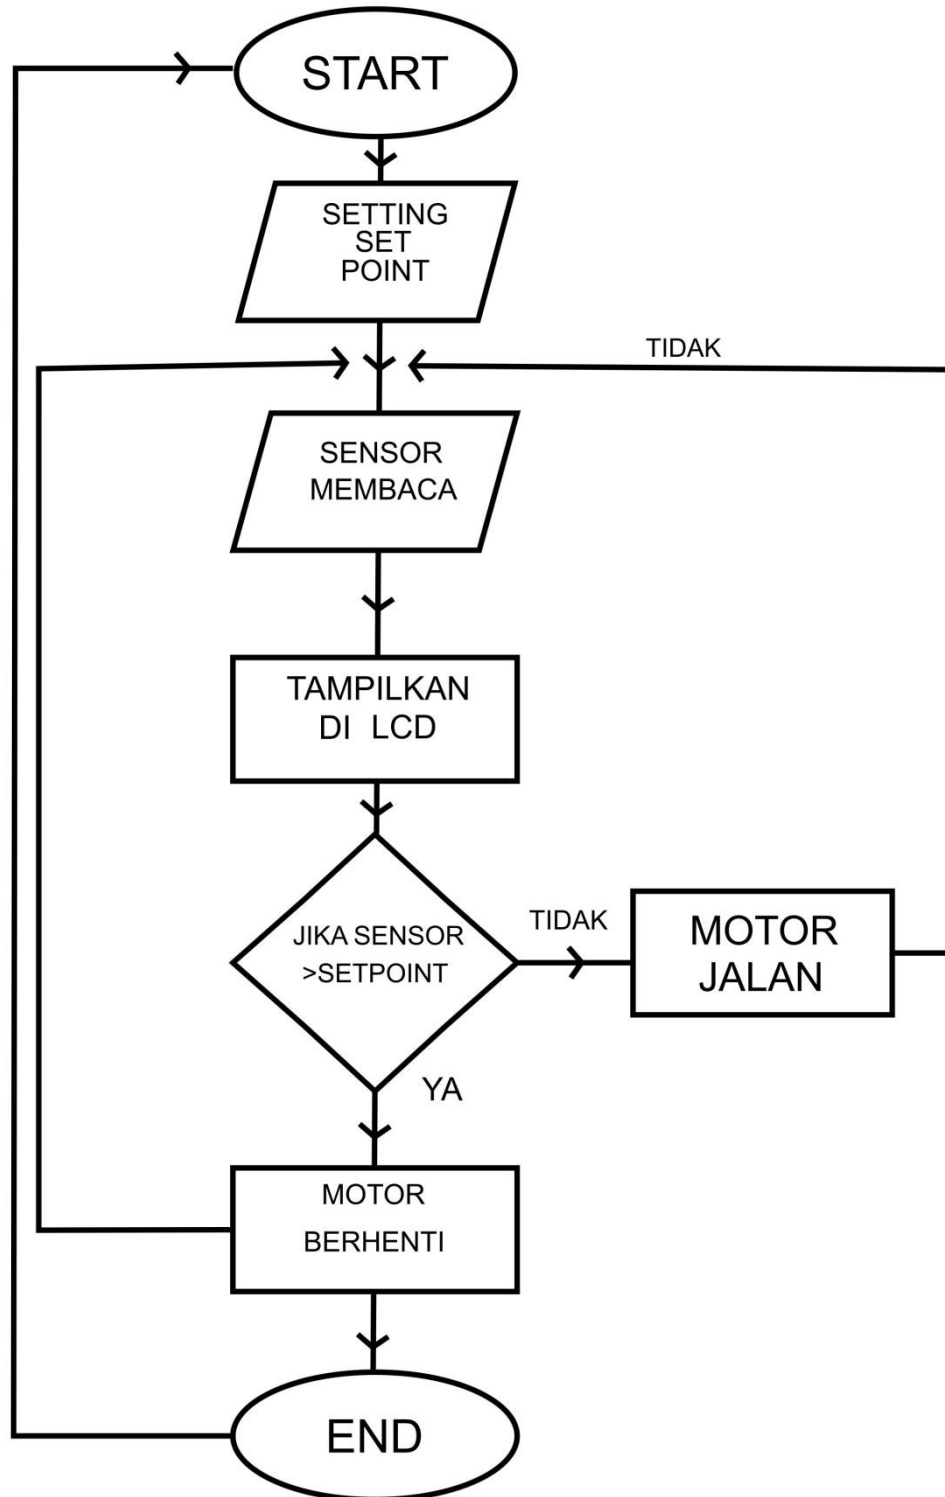 START
SETTING
SET
POINT
TIDAK
SENSOR
MEMBACA
TAMPILKAN
DI LCD
JIKA SENSOR
>SETPOINT
TIDAK
MOTOR
JALAN
YA
MOTOR
BERHENTI
END